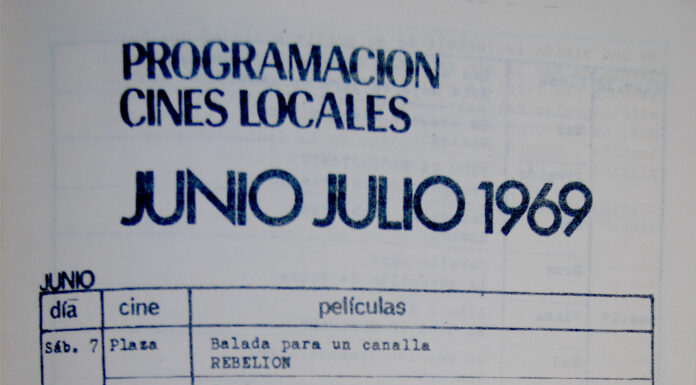 PROGRAMACION
CINES LOCALES
JUNIO JULIO 1969
JUNIO
día cine películas
sáb. 7 Plaza Balada para un canalla
REBELION